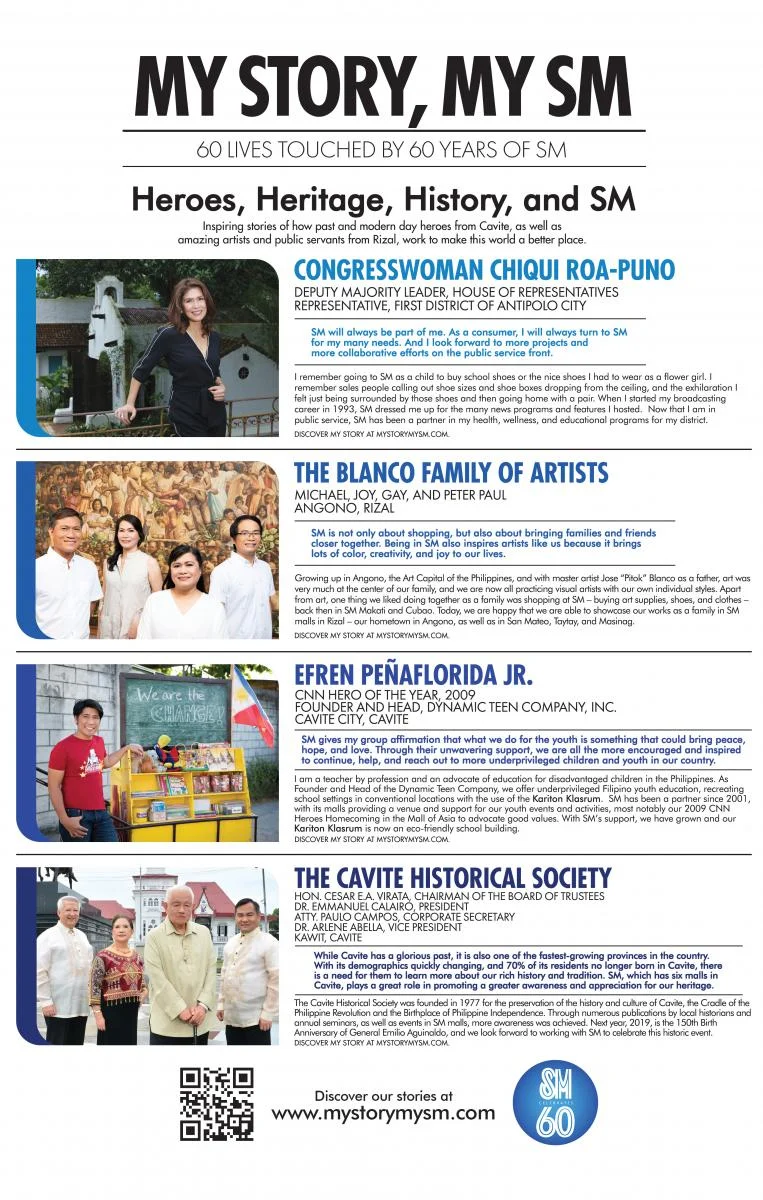 MY STORY, MY SM
60 LIVES TOUCHED BY 60 YEARS OF SM
Heroes, Heritage, History, and SM
Inspiring stories of how past and modern day heroes from Cavite, as well as
amazing artists and public servants from Rizal, work to make this world a better place.
CONGRESSWOMAN CHIQUI ROA-PUNO
DEPUTY MAJORITY LEADER, HOUSE OF REPRESENTATIVES
REPRESENTATIVE, FIRST DISTRICT OF ANTIPOLO CITY
SM will always be part of me. As a consumer, I will always turn to SM
for my many needs. And I look forward to more projects and
more collaborative efforts on the public service front.
I remember going to SM as a child to buy school shoes or the nice shoes I had to wear as a flower girl. I
remember sales people calling out shoe sizes and shoe boxes dropping from the ceiling, and the exhilaration I
felt just being surrounded by those shoes and then going home with a pair. When I started my broadcasting
career in 1993, SM dressed me up for the many news programs and features I hosted. Now that I am in
public service, SM has been a partner in my health, wellness, and educational programs for my district.
DISCOVER MY STORY AT MYSTORYMYSM.COM.
THE BLANCO FAMILY OF ARTISTS
MICHAEL, JOY, GAY, AND PETER PAUL
ANGONO, RIZAL
SM is not only about shopping, but also about bringing families and friends
closer together. Being in SM also inspires artists like us because it brings
lots of color, creativity, and joy to our lives.
Growing up in Angono, the Art Capital of the Philippines, and with master artist Jose “Pitok” Blanco as a father, art was
very much at the center of our family, and we are now all practicing visual artists with our own individual styles. Apart
from art, one thing we liked doing together as a family was shopping at SM – buying art supplies, shoes, and clothes –
back then in SM Makati and Cubao. Today, we are happy that we are able to showcase our works as a family in SM
malls in Rizal – our hometown in Angono, as well as in San Mateo, Taytay, and Masinag.
DISCOVER MY STORY AT MYSTORYMYSM.COM.
We are the
CHANGE!
EFREN PEÑAFLORIDA JR.
CNN HERO OF THE YEAR, 2009
FOUNDER AND HEAD, DYNAMIC TEEN COMPANY, INC.
CAVITE CITY, CAVITE
SM gives my group affirmation that what we do for the youth is something that could bring peace,
hope, and love. Through their unwavering support, we are all the more encouraged and inspired
to continue, help, and reach out to more underprivileged children and youth in our country.
I am a teacher by profession and an advocate of education for disadvantaged children in the Philippines. As
Founder and Head of the Dynamic Teen Company, we offer underprivileged Filipino youth education, recreating
school settings in conventional locations with the use of the Kariton Klasrum. SM has been a partner since 2001,
with its malls providing a venue and support for our youth events and activities, most notably our 2009 CNN
Heroes Homecoming in the Mall of Asia to advocate good values. With SM’s support, we have grown and our
Kariton Klasrum is now an eco-friendly school building.
DISCOVER MY STORY AT MYSTORYMYSM.COM.
THE CAVITE HISTORICAL SOCIETY
HON. CESAR E.A. VIRATA, CHAIRMAN OF THE BOARD OF TRUSTEES
DR. EMMANUEL CALAIRO, PRESIDENT
ATTY. PAULO CAMPOS, CORPORATE SECRETARY
DR. ARLENE ABELLA, VICE PRESIDENT
KAWIT, CAVITE
While Cavite has a glorious past, it is also one of the fastest-growing provinces in the country.
With its demographics quickly changing, and 70% of its residents no longer born in Cavite, there
is a need for them to learn more about our rich history and tradition. SM, which has six malls in
Cavite, plays a great role in promoting a greater awareness and appreciation for our heritage.
The Cavite Historical Society was founded in 1977 for the preservation of the history and culture of Cavite, the Cradle of the
Philippine Revolution and the Birthplace of Philippine Independence. Through numerous publications by local historians and
annual seminars, as well as events in SM malls, more awareness was achieved. Next year, 2019, is the 150th Birth
Anniversary of General Emilio Aguinaldo, and we look forward to working with SM to celebrate this historic event.
DISCOVER MY STORY AT MYSTORYMYSM.COM.
Discover our stories at
www.mystorymysm.com
SM
CELEBRATES
60